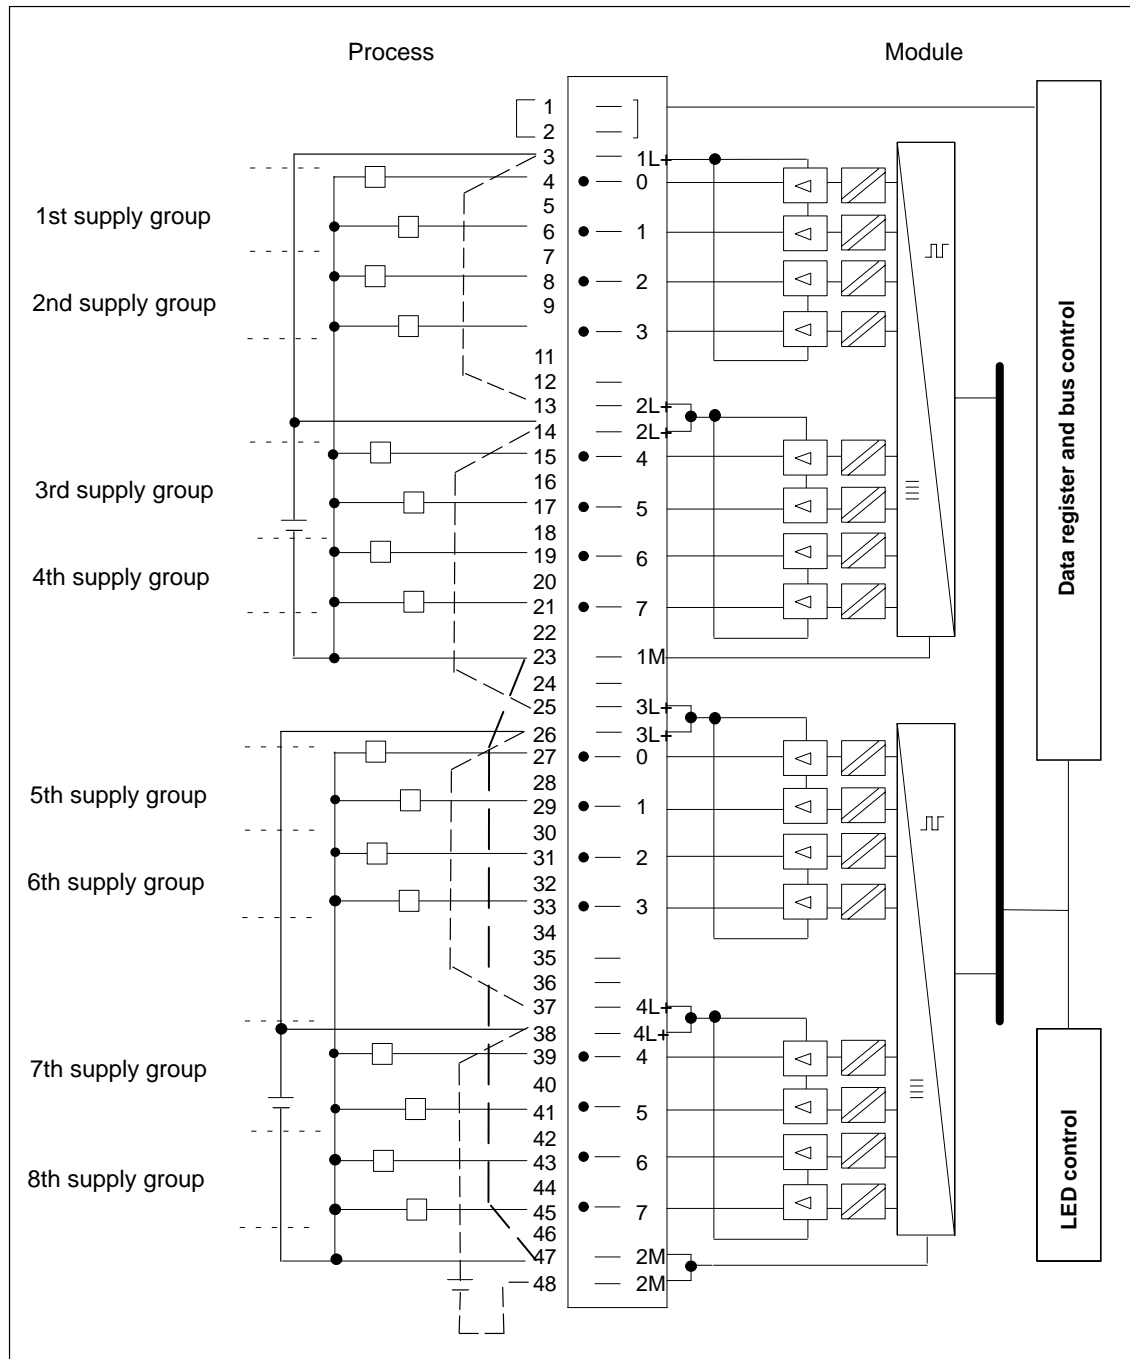 Process Module
1
2
3 1L+
4 0
1st supply group
5
6 1
7
8 2
2nd supply group
9
3
11
12
13 2L+
14 2L+
15 4
3rd supply group
16
17 5
18
19 6
4th supply group
20
21 7
22
23 1M
24
25 3L+
26 3L+
27 0
28
5th supply group
29 1
30
31 2
6th supply group
32
33 3
34
35
36
37 4L+
38 4L+
39 4
7th supply group
40
41 5
42
43 6
8th supply group
44
45 7
46
47 2M
48 2M
Data register and bus control
LED control